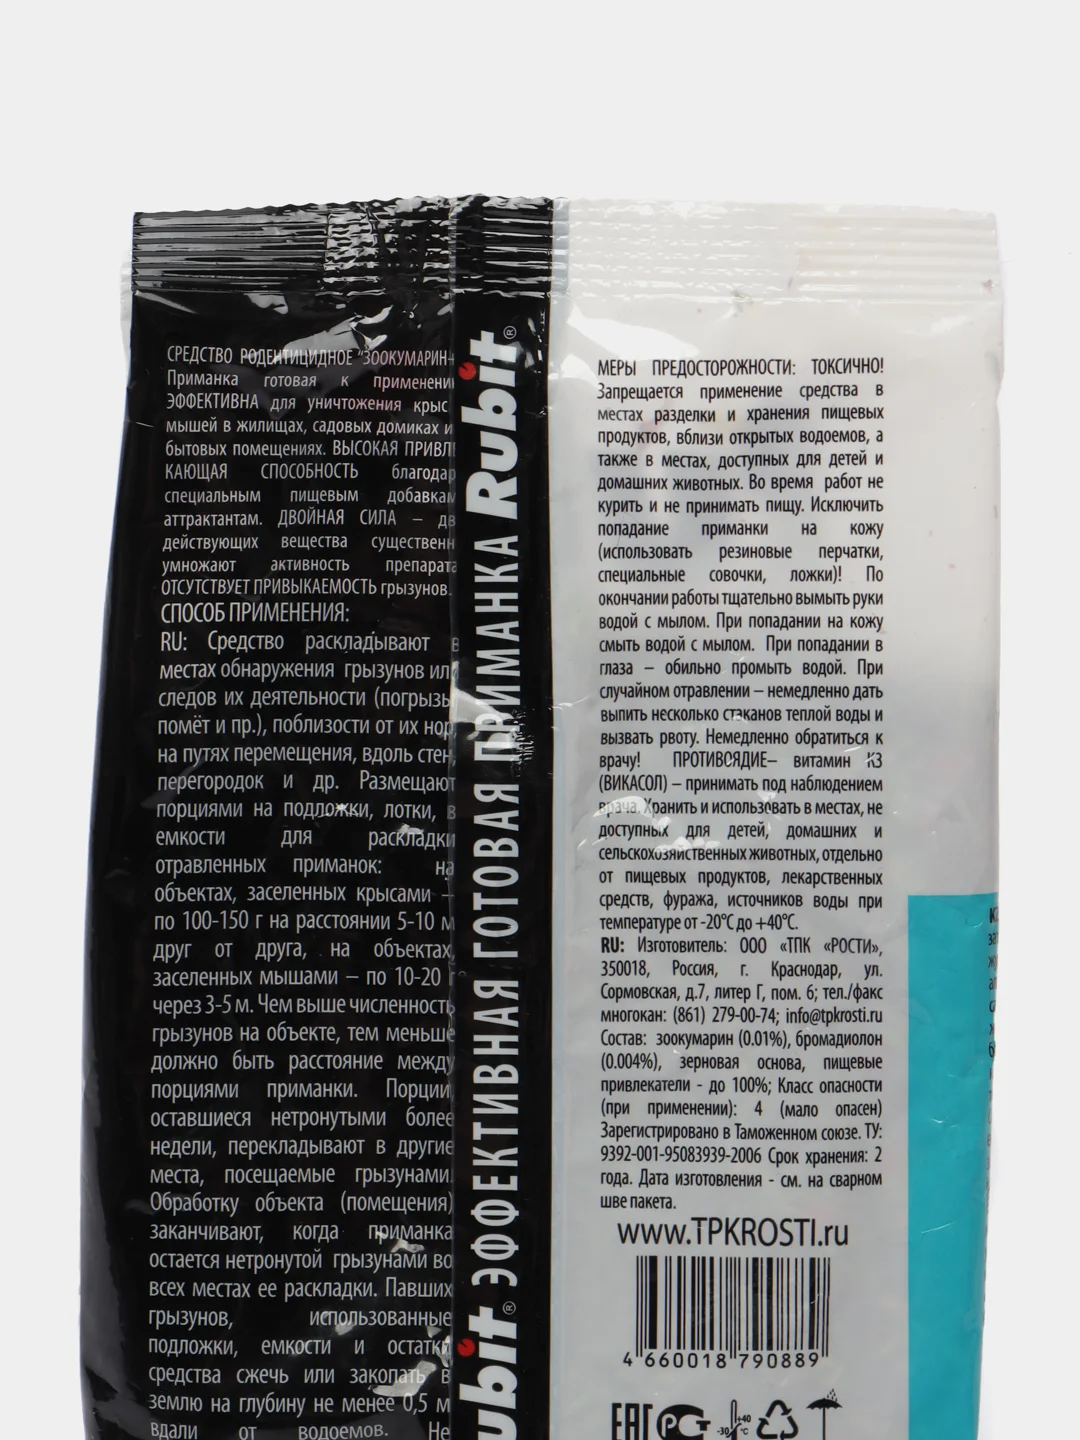 СРЕДСТВО РОДЕНТИЦИДНОЕ "ЗООКУМАРИН+
Приманка готовая к применени
ЭФФЕКТИВНА для уничтожения крыс
мышей в жилищах, садовых домиках и
бытовых помещениях. ВЫСОКАЯ ПРИВЛ
КАЮЩАЯ СПОСОБНОСТЬ благодар
специальным пищевым добавкам
аттрактантам. ДВОЙНАЯ СИЛА – дв
действующих вещества существенн
умножают активность препарата
ОТСУТСТВУЕТ ПРИВЫКАЕМОСТЬ грызунов.
СПОСОБ ПРИМЕНЕНИЯ:
RU: Средство раскладывают в
местах обнаружения грызунов или
следов их деятельности (погрызы
помёт и пр.), поблизости от их нор,
на путях перемещения, вдоль стен,
перегородок и др. Размещают
порциями на подложки, лотки, в
емкости для раскладки
отравленных приманок: на
объектах, заселенных крысами –
по 100-150 г на расстоянии 5-10 м
друг от друга, на объектах,
заселенных мышами – по 10-20 г
через 3-5 м. Чем выше численность
грызунов на объекте, тем меньше
должно быть расстояние между
порциями приманки. Порции,
оставшиеся нетронутыми более
недели, перекладывают в другие
места, посещаемые грызунами.
Обработку объекта (помещения)
заканчивают, когда приманка
остается нетронутой грызунами во
всех местах ее раскладки. Павших
грызунов, использованные
подложки, емкости и остатки
средства сжечь или закопать в
землю на глубину не менее 0,5 м
вдали от водоемов. Не
Rubit® ЭФФЕКТИВНАЯ ГОТОВАЯ ПРИМАНКА Rubit®
МЕРЫ ПРЕДОСТОРОЖНОСТИ: ТОКСИЧНО!
Запрещается применение средства в
местах разделки и хранения пищевых
продуктов, вблизи открытых водоемов, а
также в местах, доступных для детей и
домашних животных. Во время работ не
курить и не принимать пищу. Исключить
попадание приманки на кожу
(использовать резиновые перчатки,
специальные совочки, ложки)! По
окончании работы тщательно вымыть руки
водой с мылом. При попадании на кожу
смыть водой с мылом. При попадании в
глаза – обильно промыть водой. При
случайном отравлении – немедленно дать
выпить несколько стаканов теплой воды и
вызвать рвоту. Немедленно обратиться к
врачу! ПРОТИВОЯДИЕ– витамин К3
(ВИКАСОЛ) – принимать под наблюдением
врача. Хранить и использовать в местах, не
доступных для детей, домашних и
сельскохозяйственных животных, отдельно
от пищевых продуктов, лекарственных
средств, фуража, источников воды при
температуре от -20°С до +40°С.
RU: Изготовитель: ООО «ТПК «РОСТИ»,
350018, Россия, г. Краснодар, ул.
Сормовская, д.7, литер Г, пом. 6; тел./факс
многокан: (861) 279-00-74; info@tpkrosti.ru
Состав: зоокумарин (0.01%), бромадиолон
(0.004%), зерновая основа, пищевые
привлекатели - до 100%; Класс опасности
(при применении): 4 (мало опасен)
Зарегистрировано в Таможенном союзе. ТУ:
9392-001-95083939-2006 Срок хранения: 2
года. Дата изготовления - см. на сварном
шве пакета.
www.TPKROSTI.ru
4 660018 790889
EAC +40 -30 °C